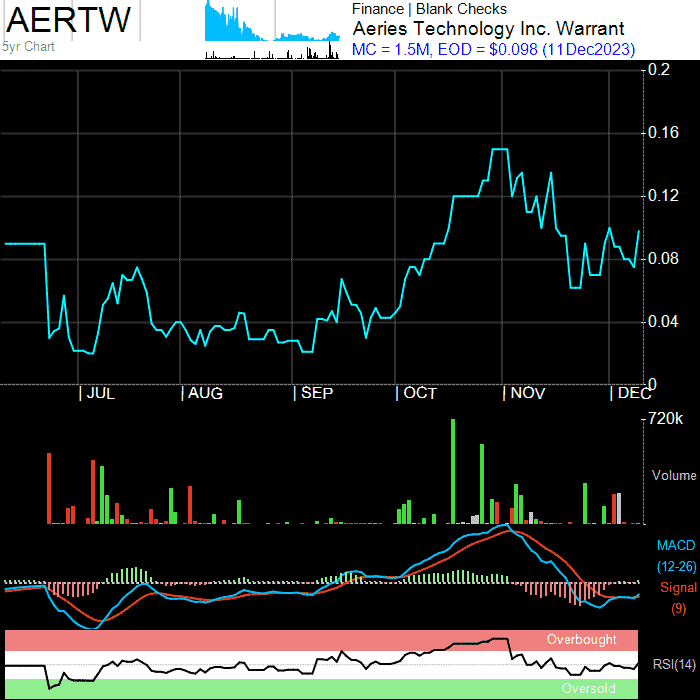 AERTW
5yr Chart
Finance | Blank Checks
Aeries Technology Inc. Warrant
MC = 1.5M, EOD = $0.098 (11Dec2023)
0.2
0.16
0.12
0.08
0.04
0
JUL AUG SEP OCT NOV DEC
720k
Volume
MACD
(12-26)
Signal
(9)
Overbought
RSI(14)
Oversold